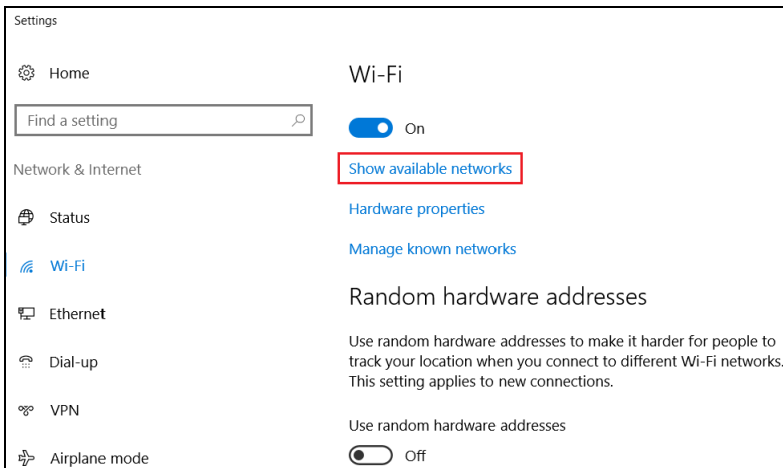 Settings
Home
Find a setting
Network & Internet
Status
Wi-Fi
Ethernet
Dial-up
VPN
Airplane mode
Wi-Fi
On
Show available networks
Hardware properties
Manage known networks
Random hardware addresses
Use random hardware addresses to make it harder for people to
track your location when you connect to different Wi-Fi networks.
This setting applies to new connections.
Use random hardware addresses
Off